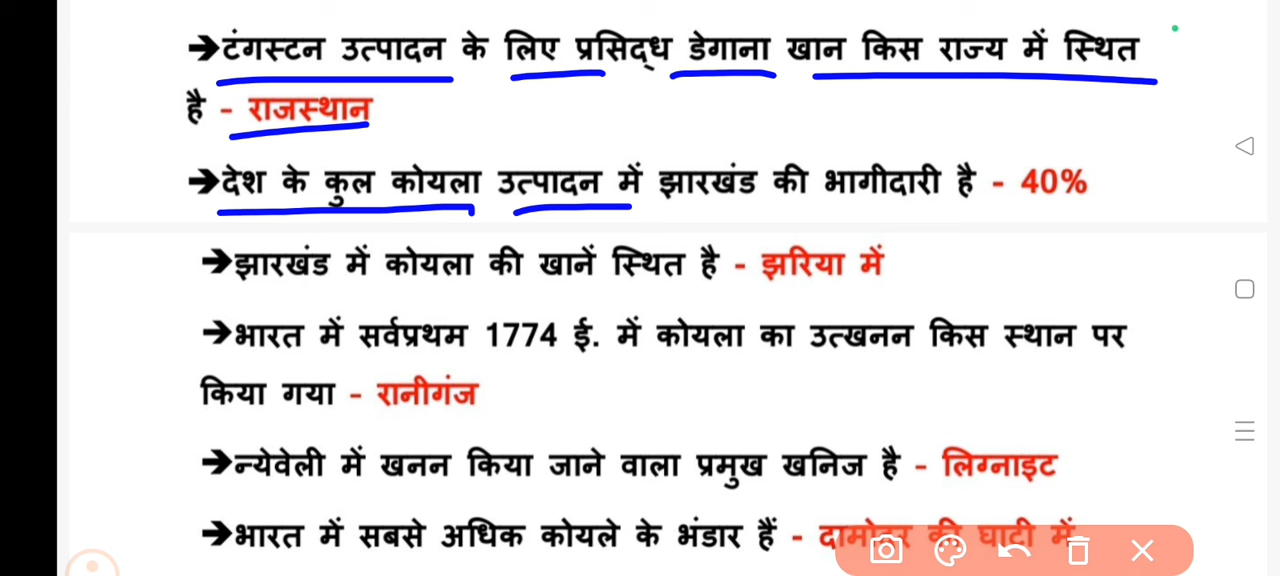 ➔टंगस्टन उत्पादन के लिए प्रसिद्ध डेगाना खान किस राज्य में स्थित
है - राजस्थान
➔देश के कुल कोयला उत्पादन में झारखंड की भागीदारी है - 40%
➔झारखंड में कोयला की खानें स्थित है - झरिया में
➔भारत में सर्वप्रथम 1774 ई. में कोयला का उत्खनन किस स्थान पर
किया गया - रानीगंज
➔न्येवेली में खनन किया जाने वाला प्रमुख खनिज है - लिग्नाइट
➔भारत में सबसे अधिक कोयले के भंडार हैं - दामोदर की घाटी में